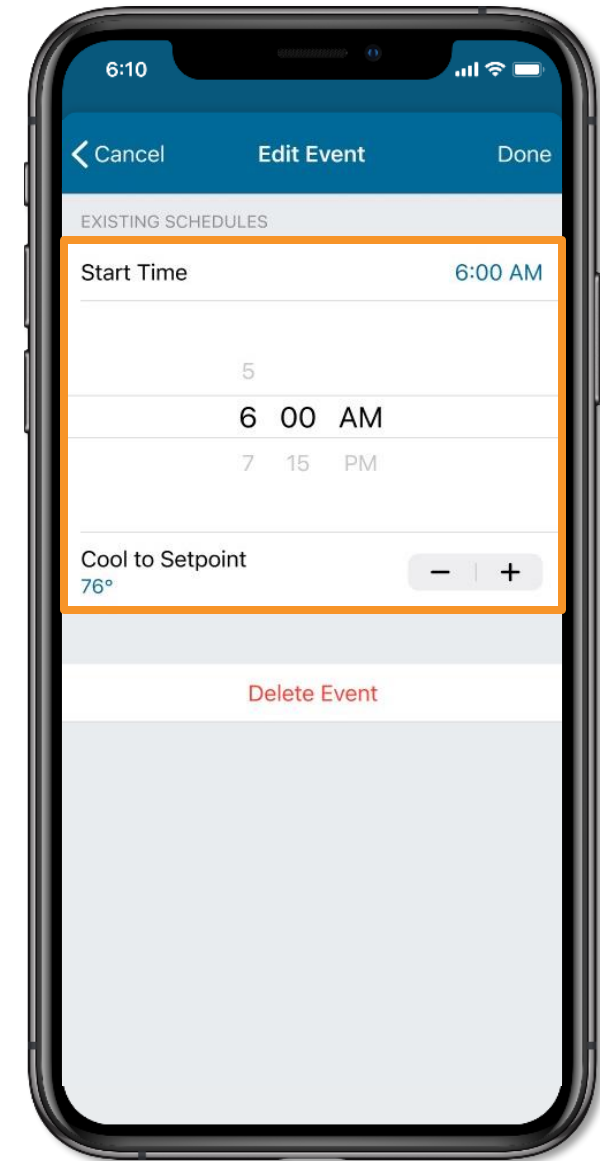 6:10
Cancel Edit Event Done
EXISTING SCHEDULES
Start Time 6:00 AM
5
6 00 AM
7 15 PM
Cool to Setpoint
76°
− +
Delete Event